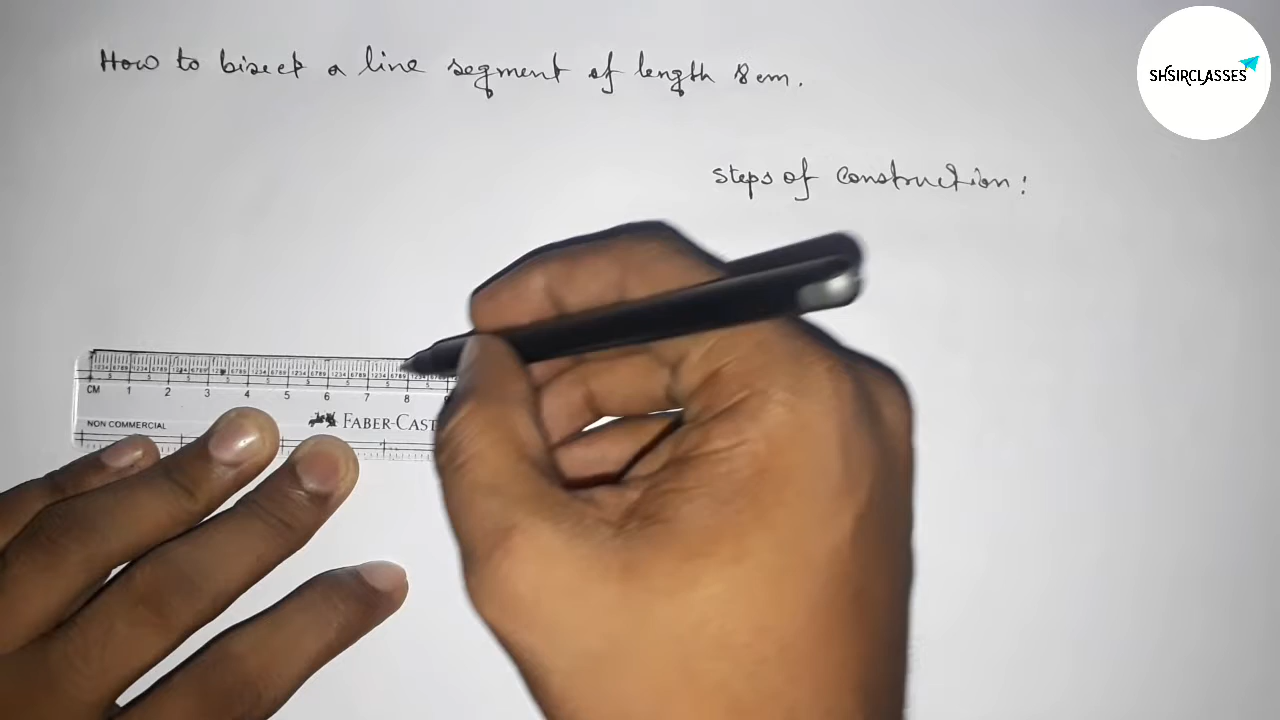 How to bisect a line segment of length 8 cm.
SHSIRCLASSES
Steps of construction:
CM 1 2 3 4 5 6 7 8
NON COMMERCIAL
FABER-CAST